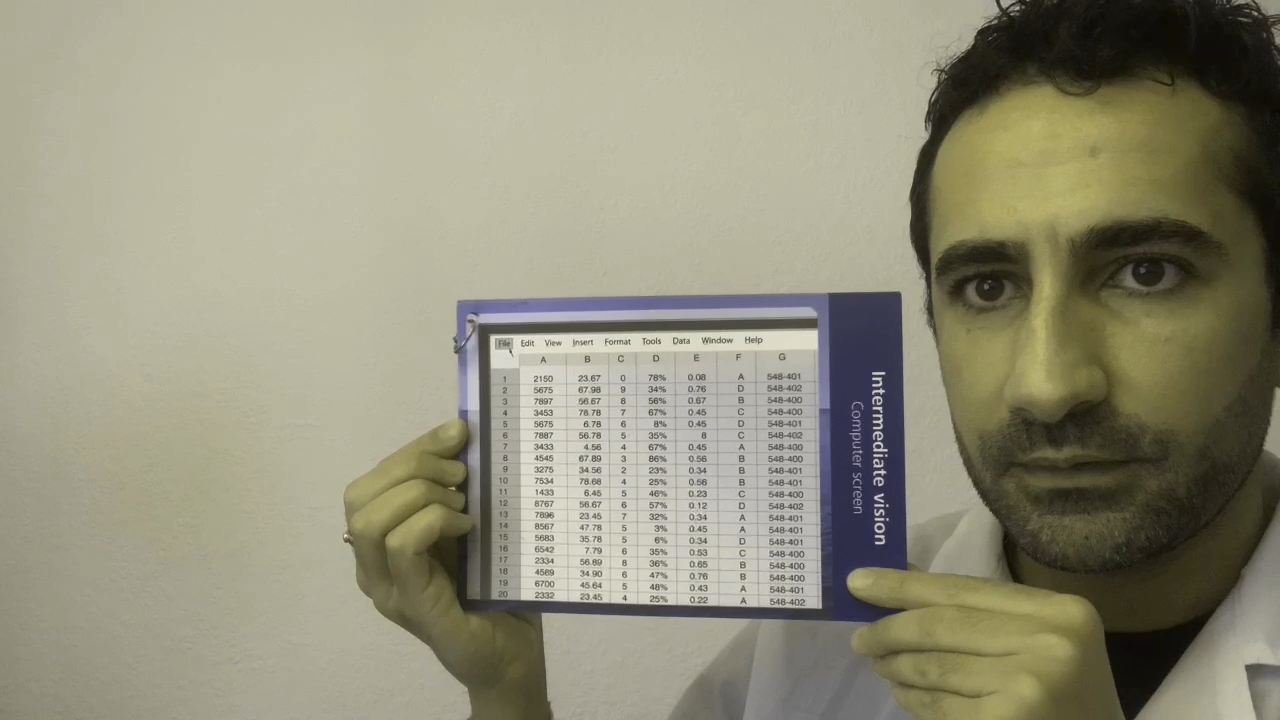 File Edit View Insert Format Tools Data Window Help
A B C D E F G
1 2150 23.67 0 78% 0.08 A 548-401
2 5675 67.98 9 34% 0.76 D 548-402
3 7897 56.67 8 56% 0.67 B 548-400
4 3453 78.78 7 67% 0.45 C 548-400
5 5675 6.78 6 8% 0.45 D 548-401
6 7887 56.78 5 35% 8 C 548-402
7 3433 4.56 4 67% 0.45 A 548-400
8 4545 67.89 3 86% 0.56 B 548-400
9 3275 34.56 2 23% 0.34 B 548-401
10 7534 78.68 4 25% 0.56 B 548-401
11 1433 6.45 5 46% 0.23 C 548-400
12 8767 56.67 6 57% 0.12 D 548-402
13 7896 23.45 7 32% 0.34 A 548-401
14 8567 47.78 5 3% 0.45 A 548-401
15 5683 35.78 5 6% 0.34 D 548-401
16 6542 7.79 6 35% 0.53 C 548-400
17 2334 56.89 8 36% 0.65 B 548-400
18 4569 34.90 6 47% 0.76 B 548-400
19 6700 45.64 5 48% 0.43 A 548-401
20 2332 23.45 4 25% 0.22 A 548-402
Intermediate vision
Computer screen